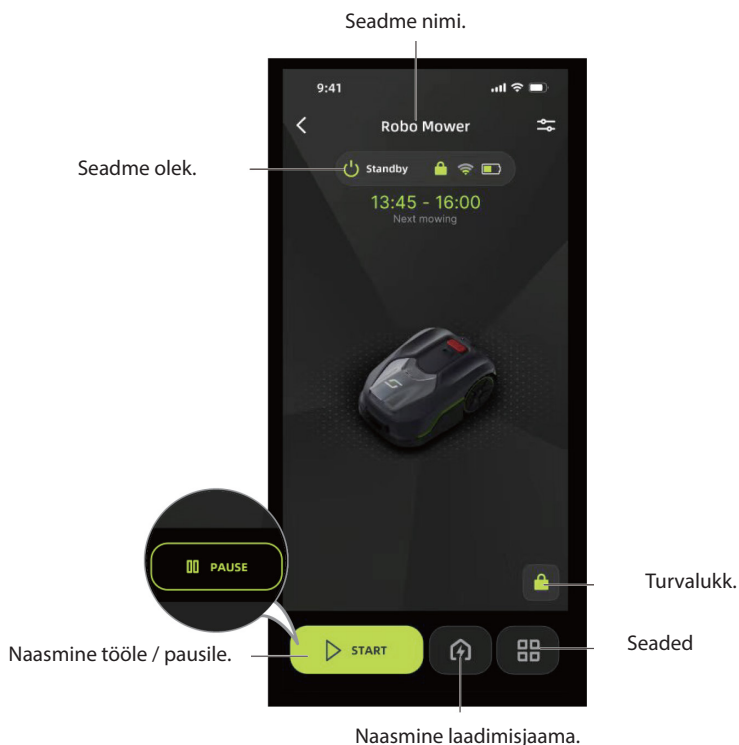 Seadme nimi.
9:41
Robo Mower
Seadme olek.
Standby
13:45 - 16:00
Next mowing
PAUSE
Turvalukk.
Naasmine tööle / pausile.
START
Seaded
Naasmine laadimisjaama.